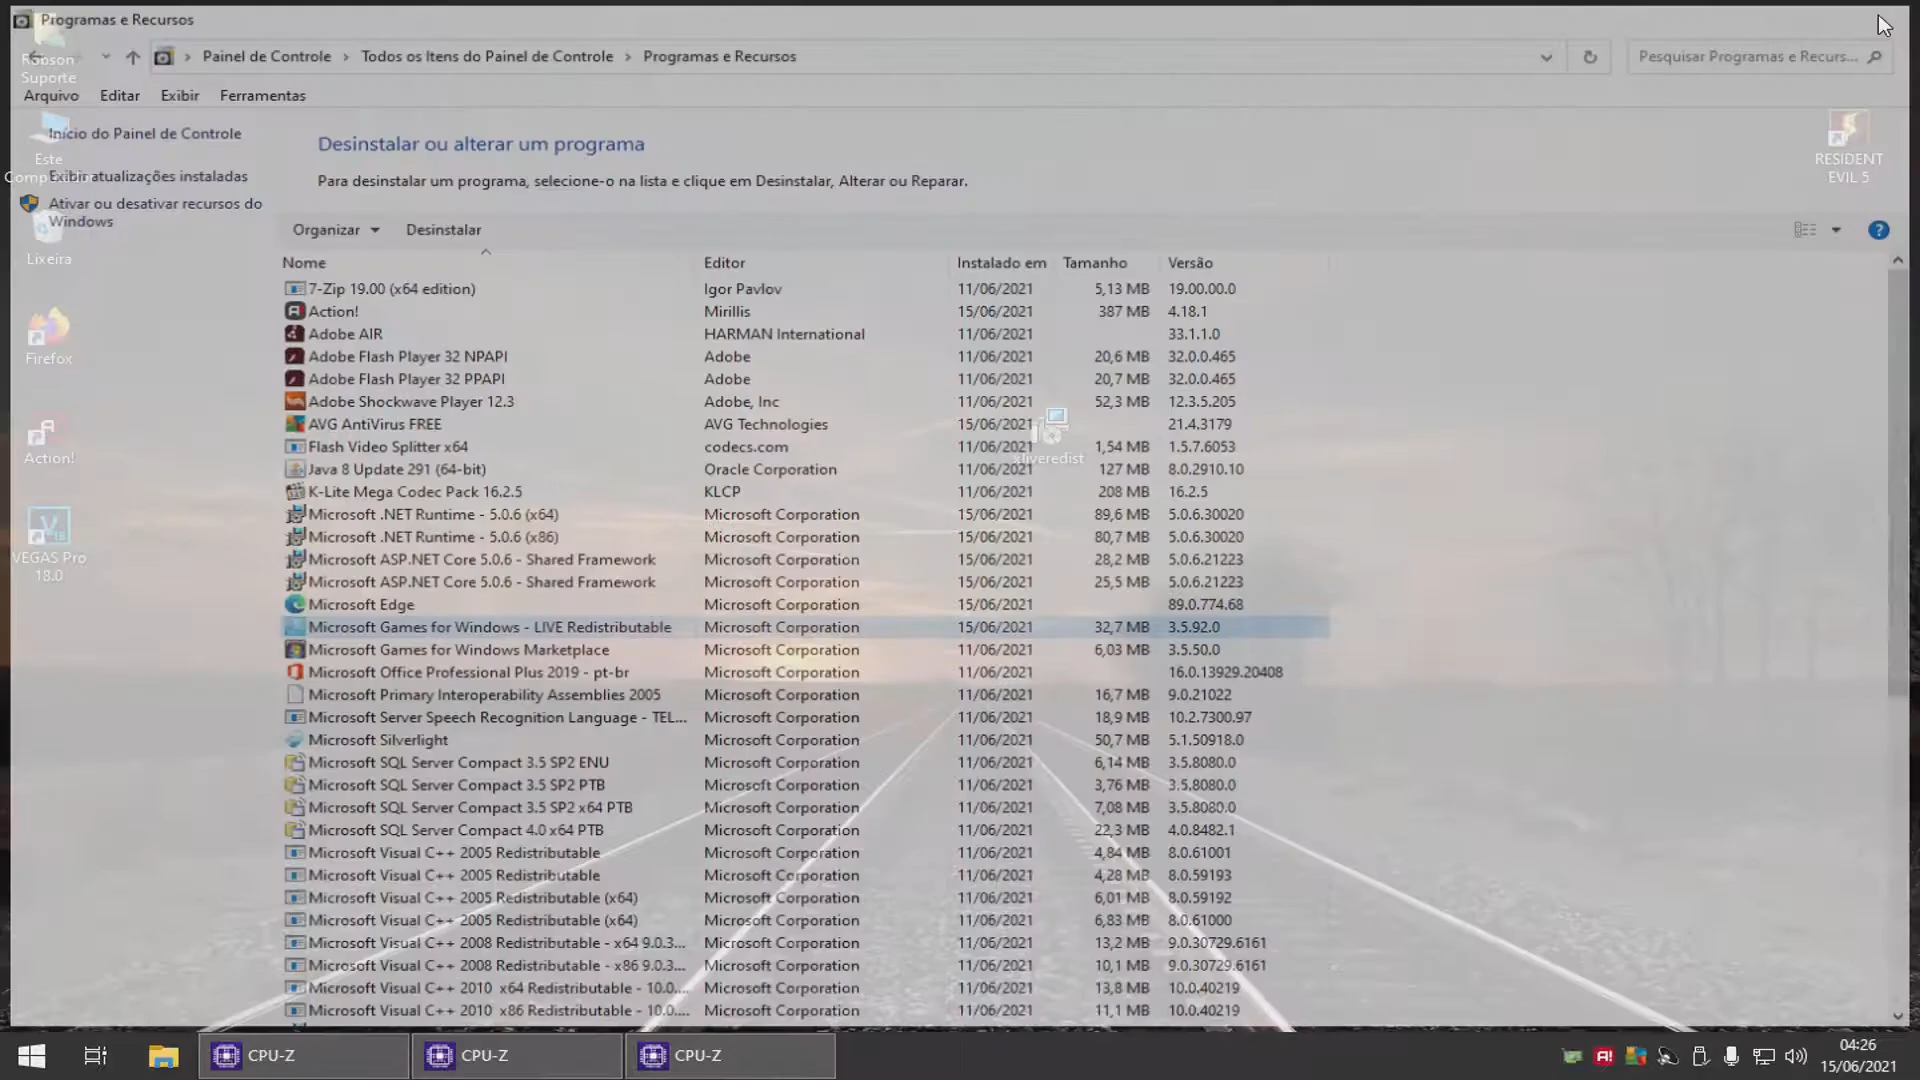 Programas e Recursos
Painel de Controle > Todos os Itens do Painel de Controle > Programas e Recursos
Pesquisar Programas e Recurs...
Robson
Suporte
Arquivo Editar Exibir Ferramentas
Início do Painel de Controle
Este
Exibir atualizações instaladas
Ativar ou desativar recursos do
Windows
Lixeira
Firefox
Action!
VEGAS Pro
18.0
RESIDENT
EVIL 5
xliveredist
Desinstalar ou alterar um programa
Para desinstalar um programa, selecione-o na lista e clique em Desinstalar, Alterar ou Reparar.
Organizar Desinstalar
Nome Editor Instalado em Tamanho Versão
7-Zip 19.00 (x64 edition) Igor Pavlov 11/06/2021 5,13 MB 19.00.00.0
Action! Mirillis 15/06/2021 387 MB 4.18.1
Adobe AIR HARMAN International 11/06/2021 33.1.1.0
Adobe Flash Player 32 NPAPI Adobe 11/06/2021 20,6 MB 32.0.0.465
Adobe Flash Player 32 PPAPI Adobe 11/06/2021 20,7 MB 32.0.0.465
Adobe Shockwave Player 12.3 Adobe, Inc 11/06/2021 52,3 MB 12.3.5.205
AVG AntiVirus FREE AVG Technologies 15/06/2021 21.4.3179
Flash Video Splitter x64 codecs.com 11/06/2021 1,54 MB 1.5.7.6053
Java 8 Update 291 (64-bit) Oracle Corporation 11/06/2021 127 MB 8.0.2910.10
K-Lite Mega Codec Pack 16.2.5 KLCP 11/06/2021 208 MB 16.2.5
Microsoft .NET Runtime - 5.0.6 (x64) Microsoft Corporation 15/06/2021 89,6 MB 5.0.6.30020
Microsoft .NET Runtime - 5.0.6 (x86) Microsoft Corporation 15/06/2021 80,7 MB 5.0.6.30020
Microsoft ASP.NET Core 5.0.6 - Shared Framework Microsoft Corporation 15/06/2021 28,2 MB 5.0.6.21223
Microsoft ASP.NET Core 5.0.6 - Shared Framework Microsoft Corporation 15/06/2021 25,5 MB 5.0.6.21223
Microsoft Edge Microsoft Corporation 15/06/2021 89.0.774.68
Microsoft Games for Windows - LIVE Redistributable Microsoft Corporation 15/06/2021 32,7 MB 3.5.92.0
Microsoft Games for Windows Marketplace Microsoft Corporation 11/06/2021 6,03 MB 3.5.50.0
Microsoft Office Professional Plus 2019 - pt-br Microsoft Corporation 11/06/2021 16.0.13929.20408
Microsoft Primary Interoperability Assemblies 2005 Microsoft Corporation 11/06/2021 16,7 MB 9.0.21022
Microsoft Server Speech Recognition Language - TEL... Microsoft Corporation 11/06/2021 18,9 MB 10.2.7300.97
Microsoft Silverlight Microsoft Corporation 11/06/2021 50,7 MB 5.1.50918.0
Microsoft SQL Server Compact 3.5 SP2 ENU Microsoft Corporation 11/06/2021 6,14 MB 3.5.8080.0
Microsoft SQL Server Compact 3.5 SP2 PTB Microsoft Corporation 11/06/2021 3,76 MB 3.5.8080.0
Microsoft SQL Server Compact 3.5 SP2 x64 PTB Microsoft Corporation 11/06/2021 7,08 MB 3.5.8080.0
Microsoft SQL Server Compact 4.0 x64 PTB Microsoft Corporation 11/06/2021 22,3 MB 4.0.8482.1
Microsoft Visual C++ 2005 Redistributable Microsoft Corporation 11/06/2021 4,84 MB 8.0.61001
Microsoft Visual C++ 2005 Redistributable Microsoft Corporation 11/06/2021 4,28 MB 8.0.59193
Microsoft Visual C++ 2005 Redistributable (x64) Microsoft Corporation 11/06/2021 6,01 MB 8.0.59192
Microsoft Visual C++ 2005 Redistributable (x64) Microsoft Corporation 11/06/2021 6,83 MB 8.0.61000
Microsoft Visual C++ 2008 Redistributable - x64 9.0.3... Microsoft Corporation 11/06/2021 13,2 MB 9.0.30729.6161
Microsoft Visual C++ 2008 Redistributable - x86 9.0.3... Microsoft Corporation 11/06/2021 10,1 MB 9.0.30729.6161
Microsoft Visual C++ 2010 x64 Redistributable - 10.0.... Microsoft Corporation 11/06/2021 13,8 MB 10.0.40219
Microsoft Visual C++ 2010 x86 Redistributable - 10.0.... Microsoft Corporation 11/06/2021 11,1 MB 10.0.40219
CPU-Z CPU-Z CPU-Z
04:26
15/06/2021